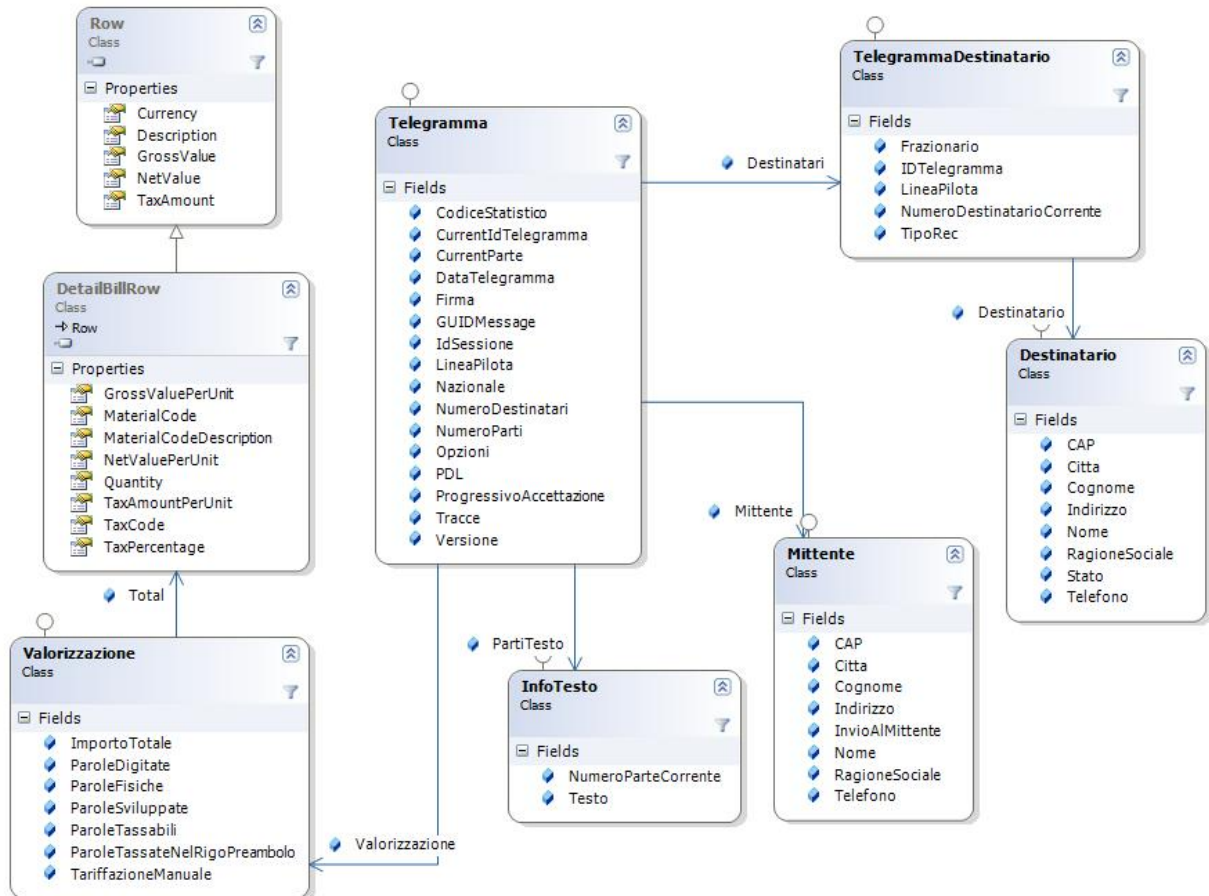 Row
Class
Properties
Currency
Description
GrossValue
NetValue
TaxAmount
DetailBillRow
Class
Row
Properties
GrossValuePerUnit
MaterialCode
MaterialCodeDescription
NetValuePerUnit
Quantity
TaxAmountPerUnit
TaxCode
TaxPercentage
Total
Valorizzazione
Class
Fields
ImportoTotale
ParoleDigitate
ParoleFisiche
ParoleSviluppate
ParoleTassabili
ParoleTassateNelRigoPreambolo
TariffazioneManuale
Telegramma
Class
Fields
CodiceStatistico
CurrentIdTelegramma
CurrentParte
DataTelegramma
Firma
GUIDMessage
IdSessione
LineaPilota
Nazionale
NumeroDestinatari
NumeroParti
Opzioni
PDL
ProgressivoAccettazione
Tracce
Versione
Valorizzazione
PartiTesto
InfoTesto
Class
Fields
NumeroParteCorrente
Testo
Mittente
Mittente
Class
Fields
CAP
Citta
Cognome
Indirizzo
InvioAlMittente
Nome
RagioneSociale
Telefono
Destinatari
TelegrammaDestinatario
Class
Fields
Frazionario
IDTelegramma
LineaPilota
NumeroDestinatarioCorrente
TipoRec
Destinatario
Destinatario
Class
Fields
CAP
Citta
Cognome
Indirizzo
Nome
RagioneSociale
Stato
Telefono